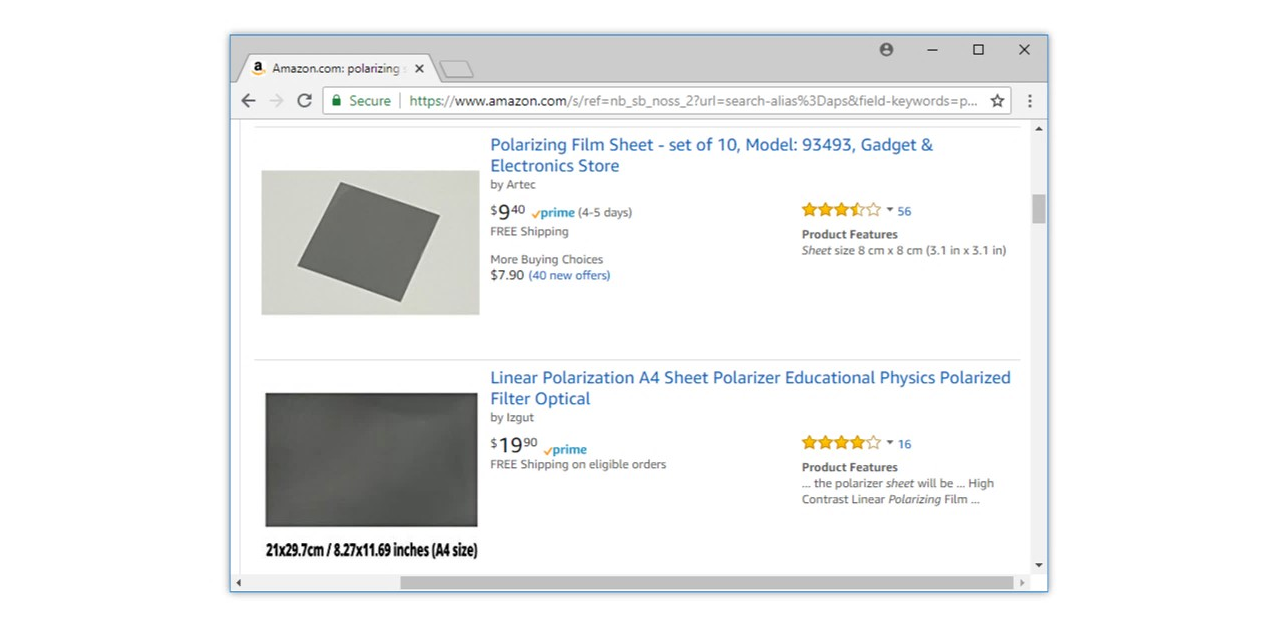 Amazon.com: polarizing
Secure https://www.amazon.com/s/ref=nb_sb_noss_2?url=search-alias%3Daps&field-keywords=p...
Polarizing Film Sheet - set of 10, Model: 93493, Gadget &
Electronics Store
by Artec
$9 40 prime (4-5 days)
FREE Shipping
More Buying Choices
$7.90 (40 new offers)
56
Product Features
Sheet size 8 cm x 8 cm (3.1 in x 3.1 in)
Linear Polarization A4 Sheet Polarizer Educational Physics Polarized
Filter Optical
by Izgut
$19 90 prime
FREE Shipping on eligible orders
16
Product Features
... the polarizer sheet will be ... High
Contrast Linear Polarizing Film ...
21x29.7cm / 8.27x11.69 inches (A4 size)